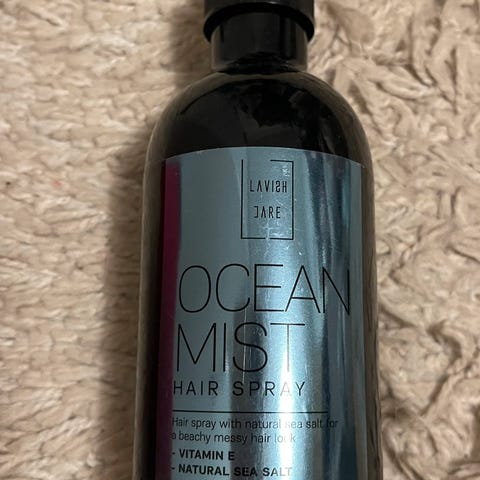 LAVISH
CARE
OCEAN
MIST
HAIR SPRAY
Hair spray with natural sea salt for
a beachy messy hair look
- VITAMIN E
- NATURAL SEA SALT